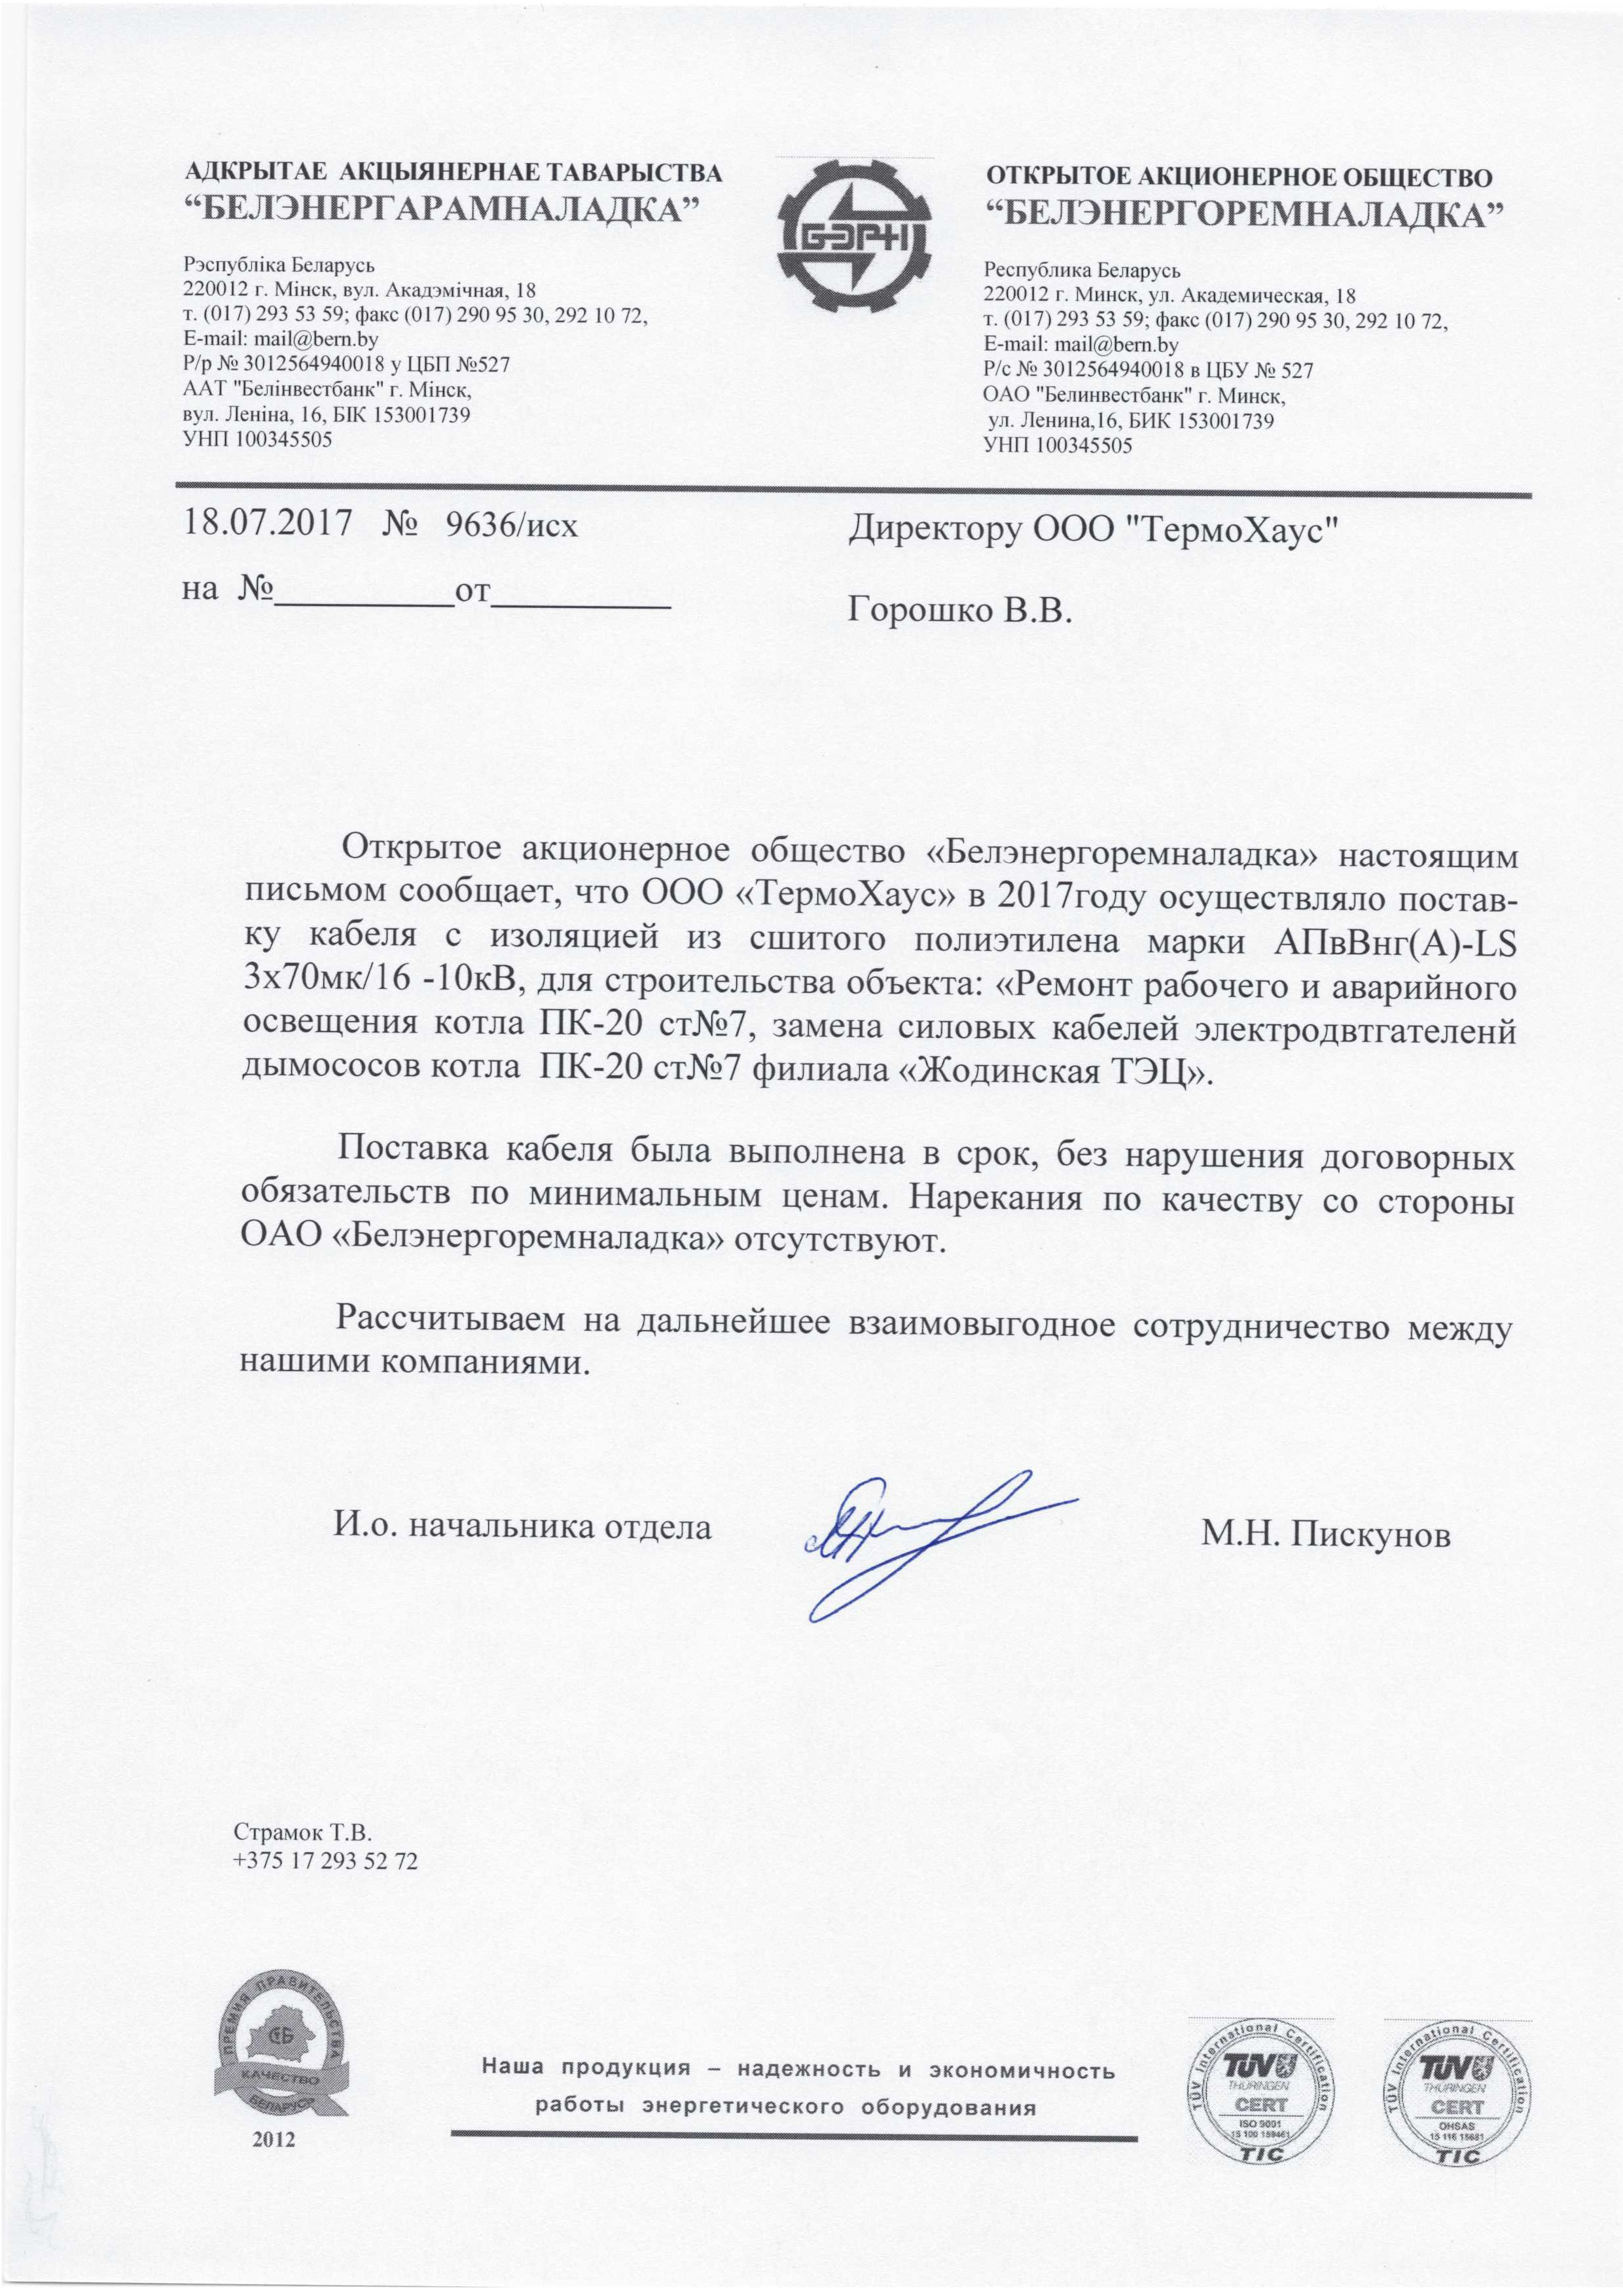 АДКРЫТАЕ АКЦЫЯНЕРНАЕ ТАВАРЫСТВА
“БЕЛЭНЕРГАРАМНАЛАДКА”
Рэспубліка Беларусь
220012 г. Мінск, вул. Акадэмічная, 18
т. (017) 293 53 59; факс (017) 290 95 30, 292 10 72,
E-mail: mail@bern.by
Р/р № 3012564940018 у ЦБП №527
ААТ "Белінвестбанк" г. Мінск,
вул. Леніна, 16, БІК 153001739
УНП 100345505
БЭРН
ОТКРЫТОЕ АКЦИОНЕРНОЕ ОБЩЕСТВО
“БЕЛЭНЕРГОРЕМНАЛАДКА”
Республика Беларусь
220012 г. Минск, ул. Академическая, 18
т. (017) 293 53 59; факс (017) 290 95 30, 292 10 72,
E-mail: mail@bern.by
Р/с № 3012564940018 в ЦБУ № 527
ОАО "Белинвестбанк" г. Минск,
ул. Ленина,16, БИК 153001739
УНП 100345505
18.07.2017 № 9636/исх
на №__________от__________
Директору ООО "ТермоХаус"
Горошко В.В.
Открытое акционерное общество «Белэнергоремналадка» настоящим
письмом сообщает, что ООО «ТермоХаус» в 2017году осуществляло постав-
ку кабеля с изоляцией из сшитого полиэтилена марки АПвВнг(А)-LS
3х70мк/16 -10кВ, для строительства объекта: «Ремонт рабочего и аварийного
освещения котла ПК-20 ст№7, замена силовых кабелей электродвтгателенй
дымососов котла ПК-20 ст№7 филиала «Жодинская ТЭЦ».
Поставка кабеля была выполнена в срок, без нарушения договорных
обязательств по минимальным ценам. Нарекания по качеству со стороны
ОАО «Белэнергоремналадка» отсутствуют.
Рассчитываем на дальнейшее взаимовыгодное сотрудничество между
нашими компаниями.
И.о. начальника отдела
М.Н. Пискунов
Страмок Т.В.
+375 17 293 52 72
ПРЕМИЯ ПРАВИТЕЛЬСТВА
СТБ
КАЧЕСТВО
БЕЛАРУСЬ
2012
Наша продукция – надежность и экономичность
работы энергетического оборудования
TÜV International Certification
TÜV
THÜRINGEN
CERT
ISO 9001
15 100 159461
TIC
TÜV International Certification
TÜV
THÜRINGEN
CERT
OHSAS
15 116 15681
TIC